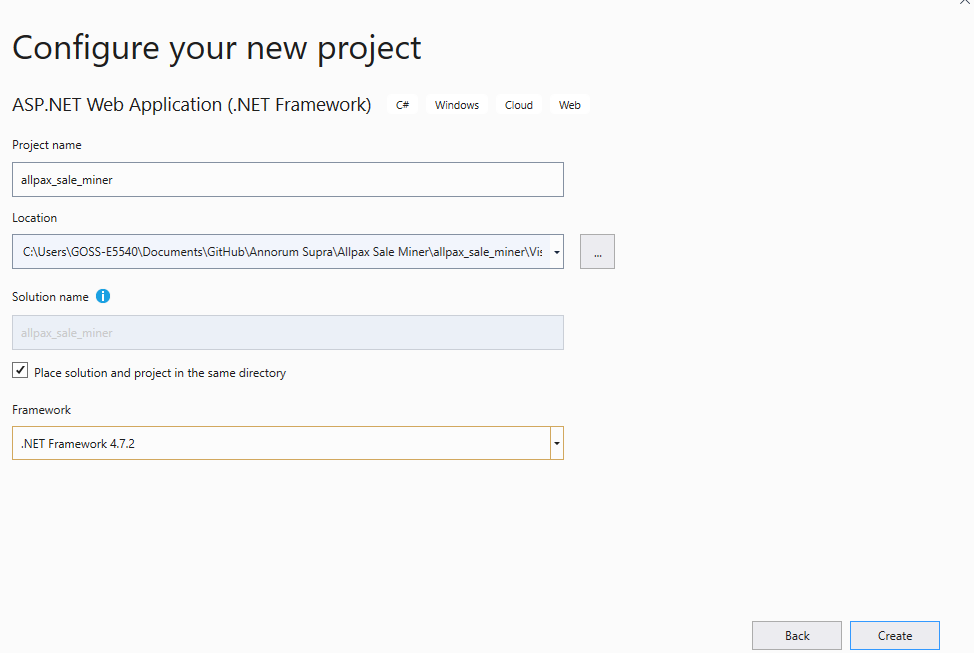 Configure your new project
ASP.NET Web Application (.NET Framework) C# Windows Cloud Web
Project name
allpax_sale_miner
Location
C:\Users\GOSS-E5540\Documents\GitHub\Annorum Supra\Allpax Sale Miner\allpax_sale_miner\Vis
...
Solution name
allpax_sale_miner
Place solution and project in the same directory
Framework
.NET Framework 4.7.2
Back Create